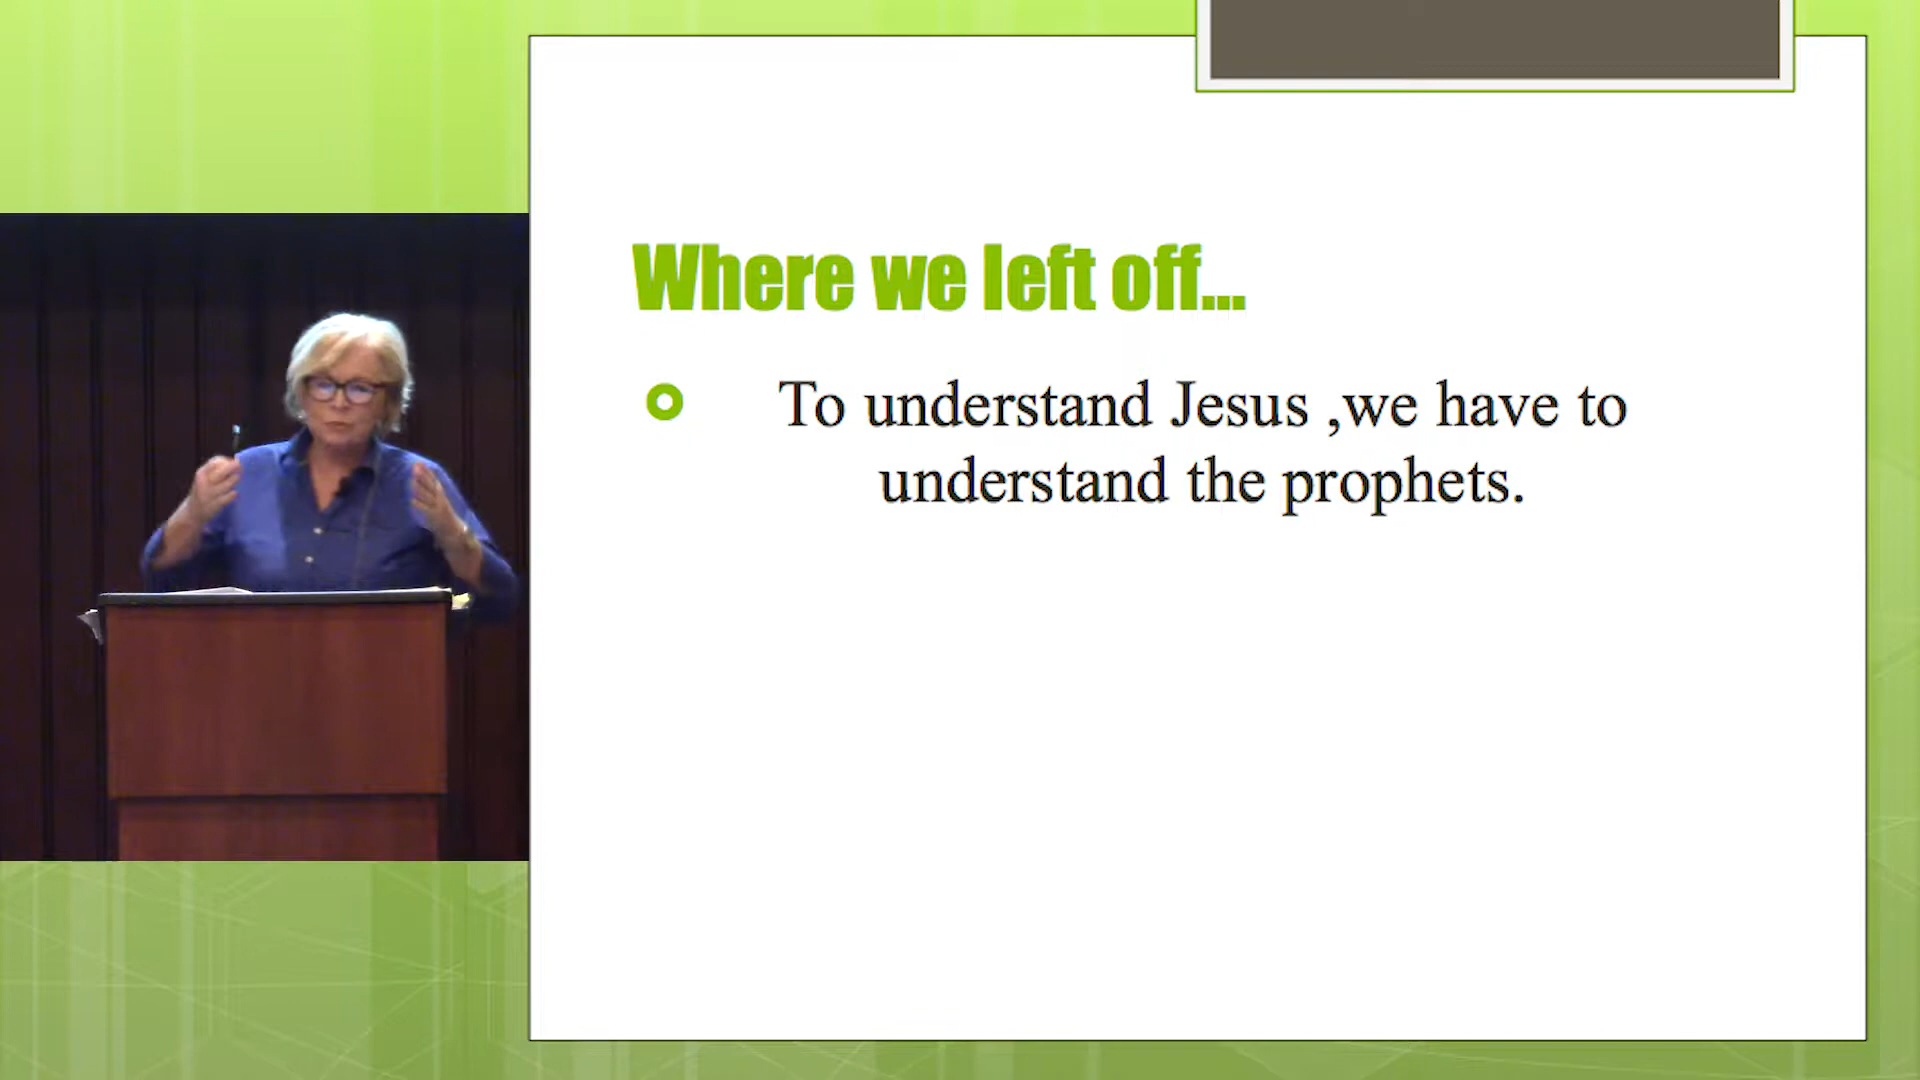 Where we left off...
To understand Jesus ,we have to
understand the prophets.